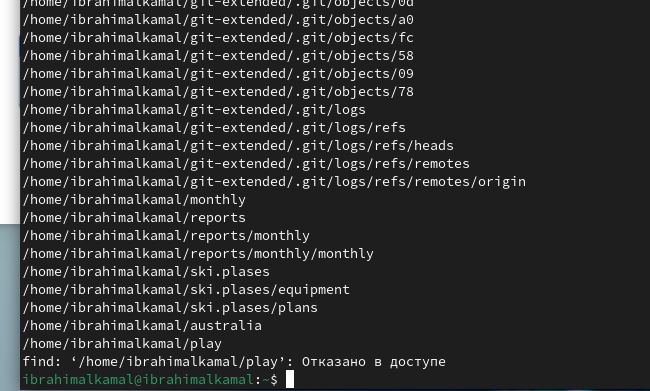 /home/ibrahimalkamal/git-extended/.git/objects/0d
/home/ibrahimalkamal/git-extended/.git/objects/a0
/home/ibrahimalkamal/git-extended/.git/objects/fc
/home/ibrahimalkamal/git-extended/.git/objects/58
/home/ibrahimalkamal/git-extended/.git/objects/09
/home/ibrahimalkamal/git-extended/.git/objects/78
/home/ibrahimalkamal/git-extended/.git/logs
/home/ibrahimalkamal/git-extended/.git/logs/refs
/home/ibrahimalkamal/git-extended/.git/logs/refs/heads
/home/ibrahimalkamal/git-extended/.git/logs/refs/remotes
/home/ibrahimalkamal/git-extended/.git/logs/refs/remotes/origin
/home/ibrahimalkamal/monthly
/home/ibrahimalkamal/reports
/home/ibrahimalkamal/reports/monthly
/home/ibrahimalkamal/reports/monthly/monthly
/home/ibrahimalkamal/ski.plases
/home/ibrahimalkamal/ski.plases/equipment
/home/ibrahimalkamal/ski.plases/plans
/home/ibrahimalkamal/australia
/home/ibrahimalkamal/play
find: ‘/home/ibrahimalkamal/play’: Отказано в доступе
ibrahimalkamal@ibrahimalkamal:~$